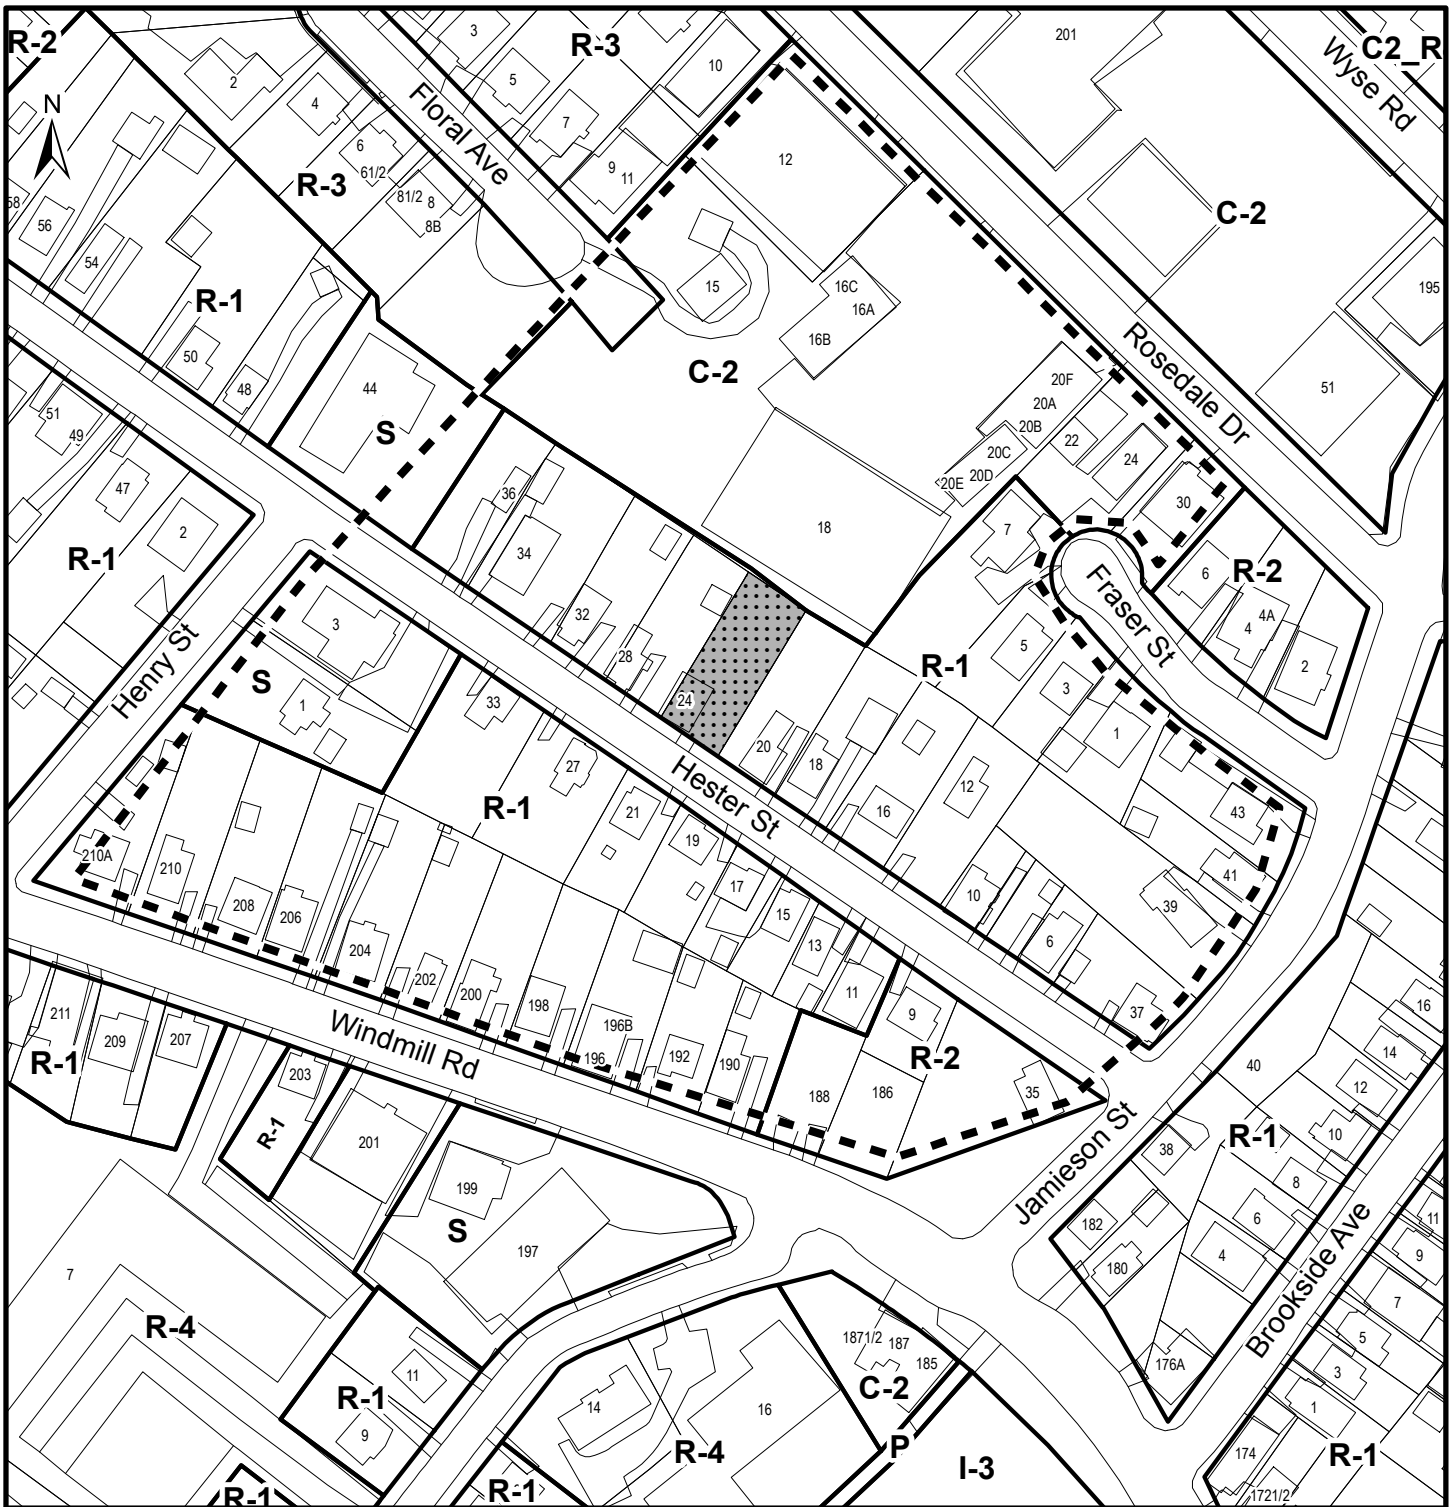 R-2
R-3
C2_R
201
3
10
5
2
4
7
Wyse Rd
N
Floral Ave
6
61/2
9
11
12
R-3
81/2
8
8B
58
56
C-2
54
195
15
16C
16A
R-1
16B
50
Rosedale Dr
48
44
C-2
20F
51
20A
20B
51
49
S
22
20C
24
20D
20E
47
36
30
18
7
2
34
R-1
6
R-2
Fraser St
3
32
4A
4
Henry St
28
5
R-1
2
S
3
24
1
33
20
1
18
27
Hester St
12
43
R-1
21
16
19
210A
210
41
17
10
39
208
206
15
204
13
6
202
200
11
198
9
37
16
211
196B
Windmill Rd
207
209
192
R-2
14
R-1
196
190
40
203
188
186
35
12
R-1
201
Jamieson St
10
R-1
38
199
8
11
182
6
S
197
4
9
180
7
Brookside Ave
7
R-4
5
1871/2
187
185
176A
3
11
C-2
R-1
14
16
1
9
P
R-4
174
R-1
I-3
R-1
R-1
1721/2